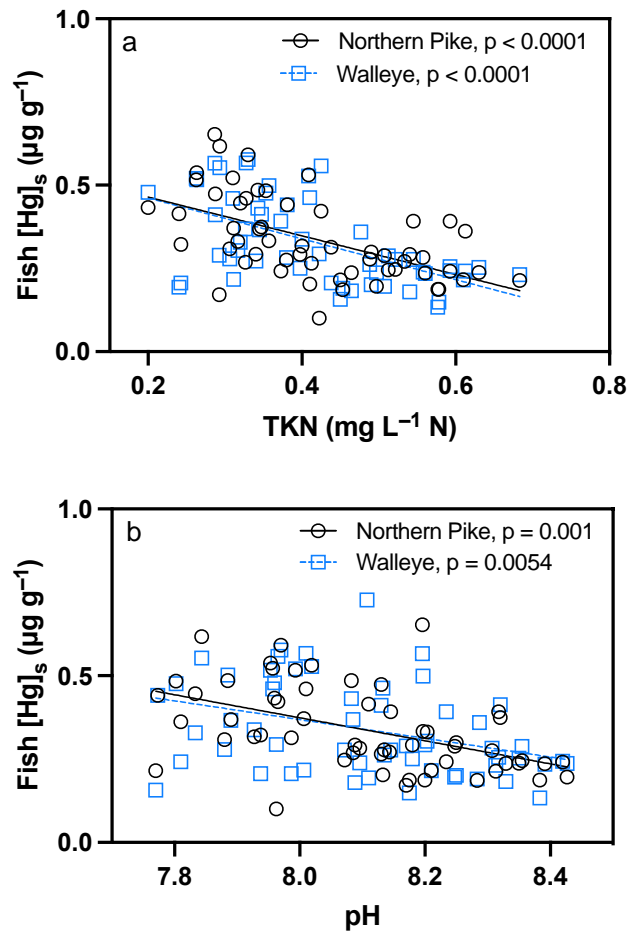 a
Northern Pike, p < 0.0001
Walleye, p < 0.0001
1.0
0.5
0.0
Fish [Hg]ₛ (µg g⁻¹)
0.2 0.4 0.6 0.8
TKN (mg L⁻¹ N)
b
Northern Pike, p = 0.001
Walleye, p = 0.0054
1.0
0.5
0.0
Fish [Hg]ₛ (µg g⁻¹)
7.8 8.0 8.2 8.4
pH